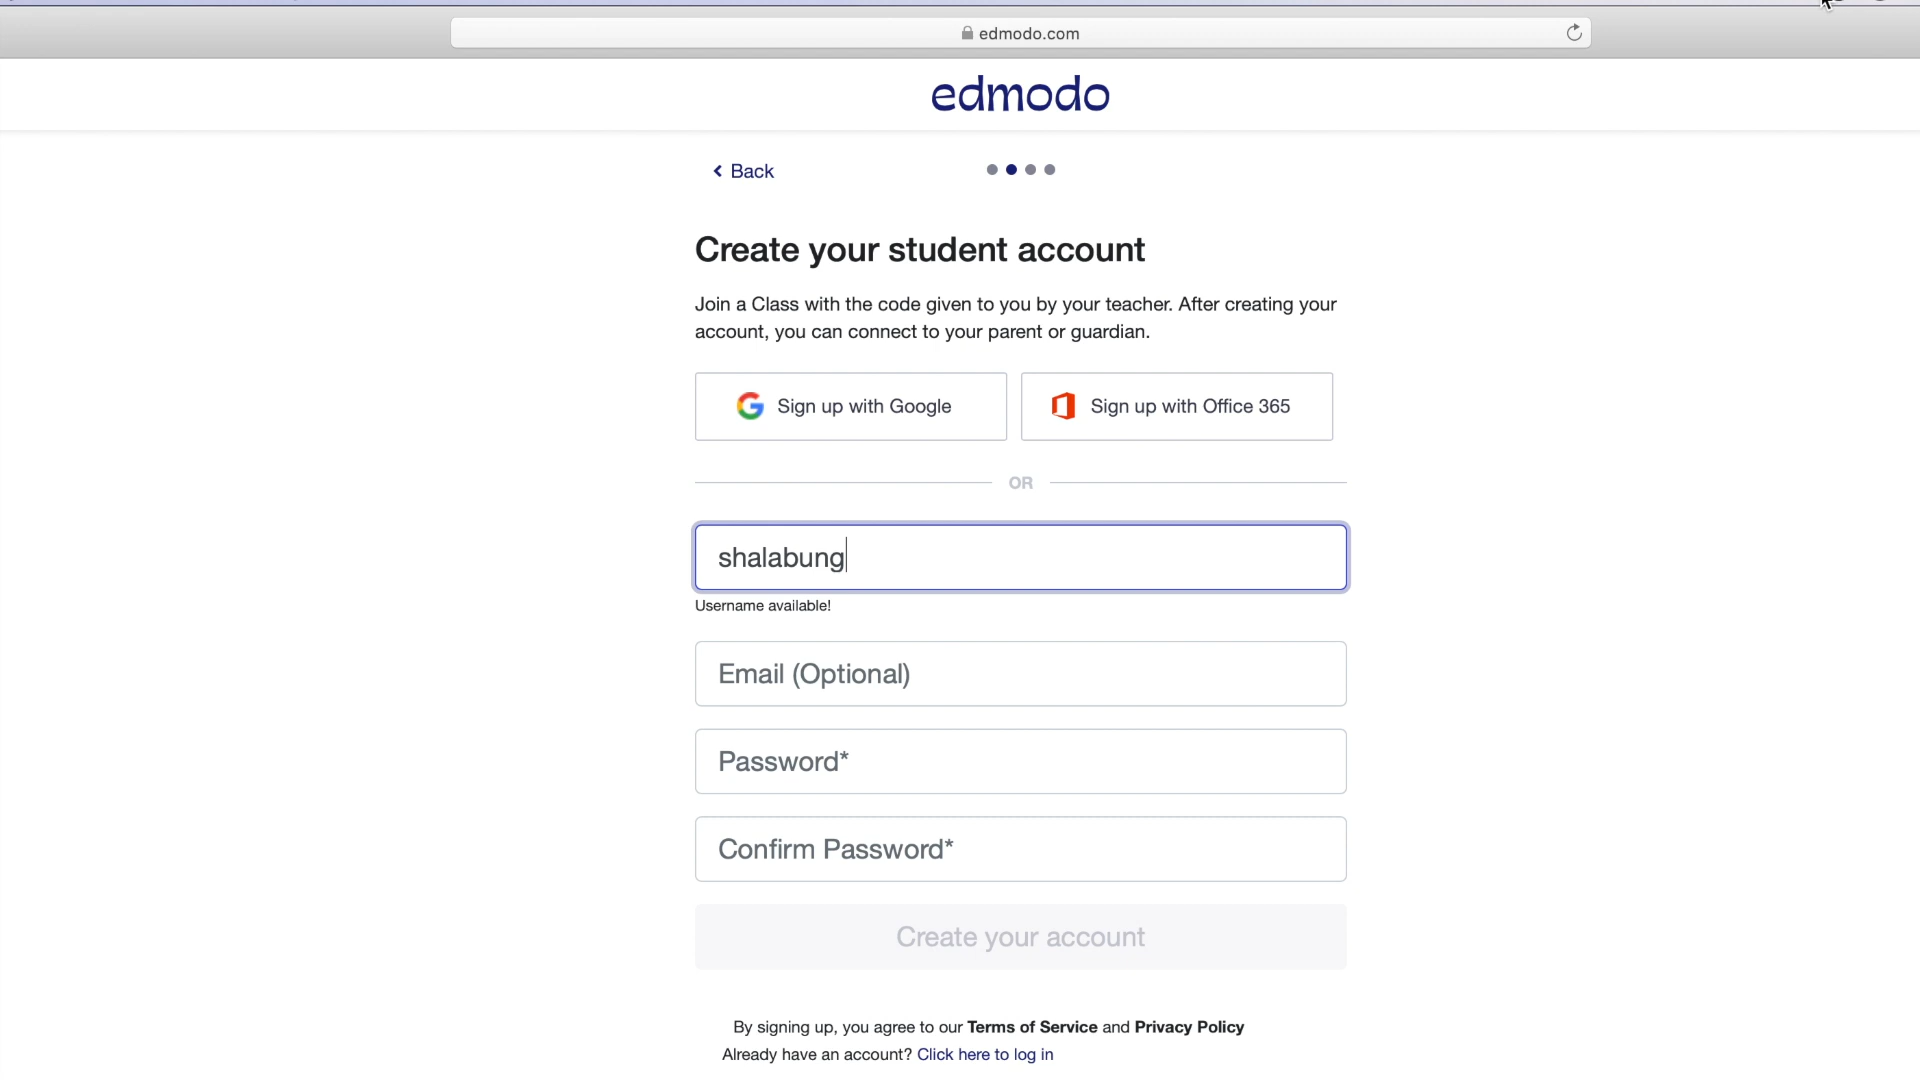 edmodo.com
edmodo
Back
Create your student account
Join a Class with the code given to you by your teacher. After creating your
account, you can connect to your parent or guardian.
Sign up with Google
Sign up with Office 365
OR
shalabung
Username available!
Email (Optional)
Password*
Confirm Password*
Create your account
By signing up, you agree to our Terms of Service and Privacy Policy
Already have an account? Click here to log in